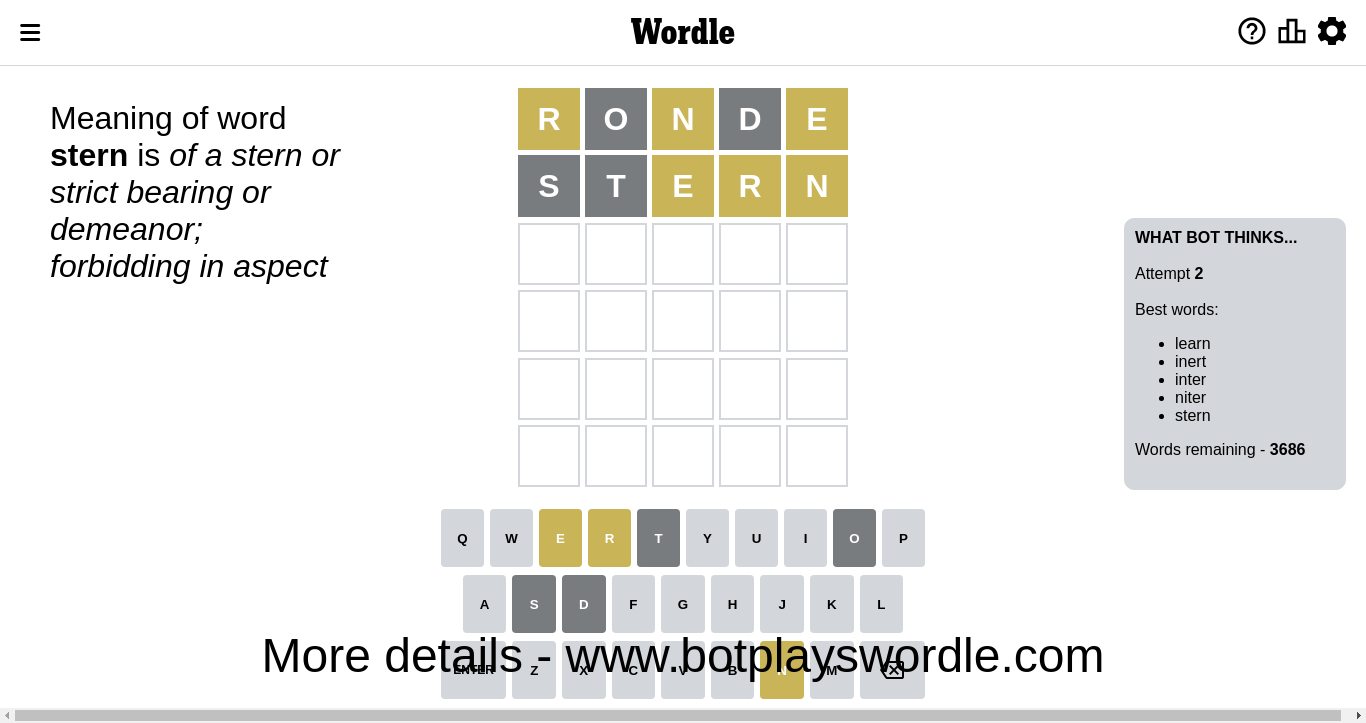 Wordle
Meaning of word
stern is of a stern or
strict bearing or
demeanor;
forbidding in aspect
R O N D E
S T E R N
WHAT BOT THINKS...
Attempt 2
Best words:
learn
inert
inter
niter
stern
Words remaining - 3686
Q W E R T Y U I O P
A S D F G H J K L
ENTER Z X C V B N M
More details - www.botplayswordle.com